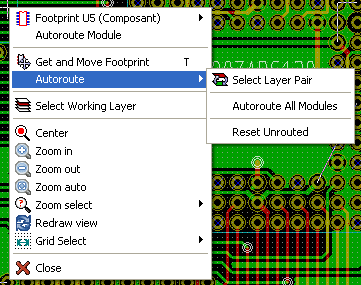 Footprint U5 (Composant)
Autoroute Module
Get and Move Footprint T
Autoroute
Select Layer Pair
Autoroute All Modules
Reset Unrouted
Select Working Layer
Center
Zoom in
Zoom out
Zoom auto
Zoom select
Redraw view
Grid Select
Close